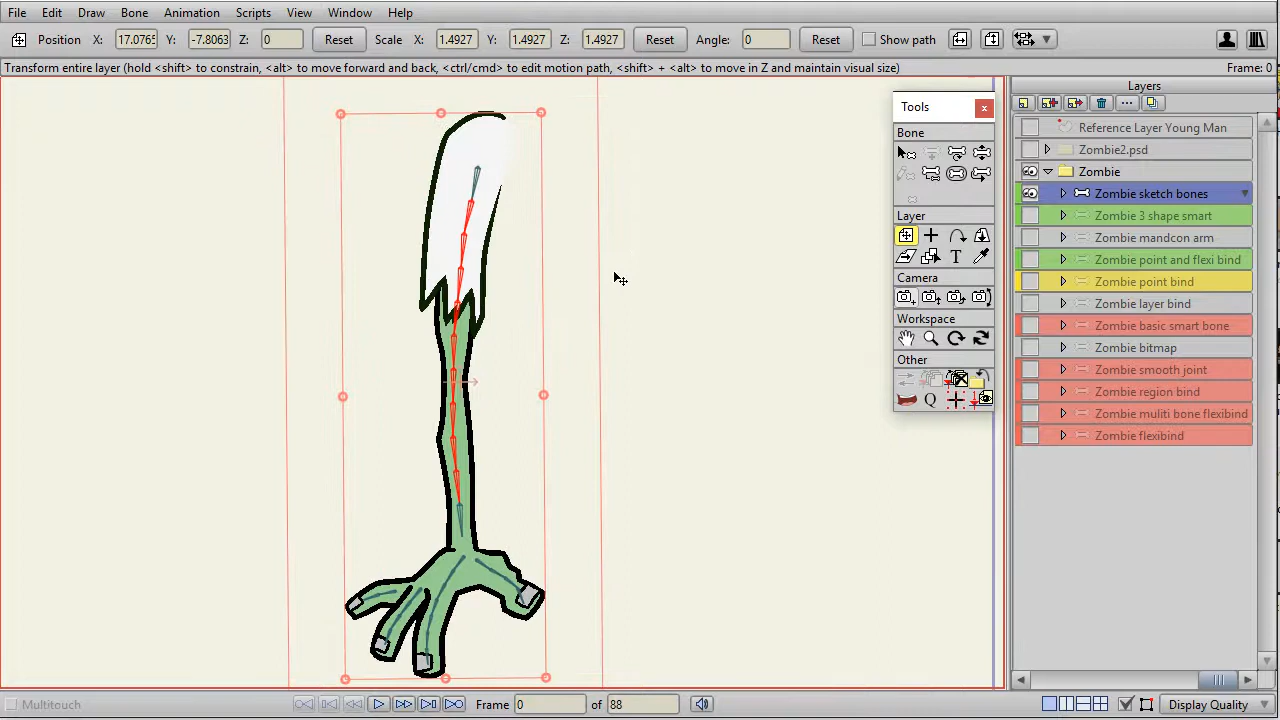 File Edit Draw Bone Animation Scripts View Window Help
Position X: 17.0765 Y: -7.8063 Z: 0 Reset Scale X: 1.4927 Y: 1.4927 Z: 1.4927 Reset Angle: 0 Reset Show path
Transform entire layer (hold <shift> to constrain, <alt> to move forward and back, <ctrl/cmd> to edit motion path, <shift> + <alt> to move in Z and maintain visual size) Frame: 0
Tools
Bone
Layer
T
Camera
Workspace
Other
Q
Layers
Reference Layer Young Man
Zombie2.psd
Zombie
Zombie sketch bones
Zombie 3 shape smart
Zombie mandcon arm
Zombie point and flexi bind
Zombie point bind
Zombie layer bind
Zombie basic smart bone
Zombie bitmap
Zombie smooth joint
Zombie region bind
Zombie muliti bone flexibind
Zombie flexibind
Multitouch Frame 0 of 88 Display Quality